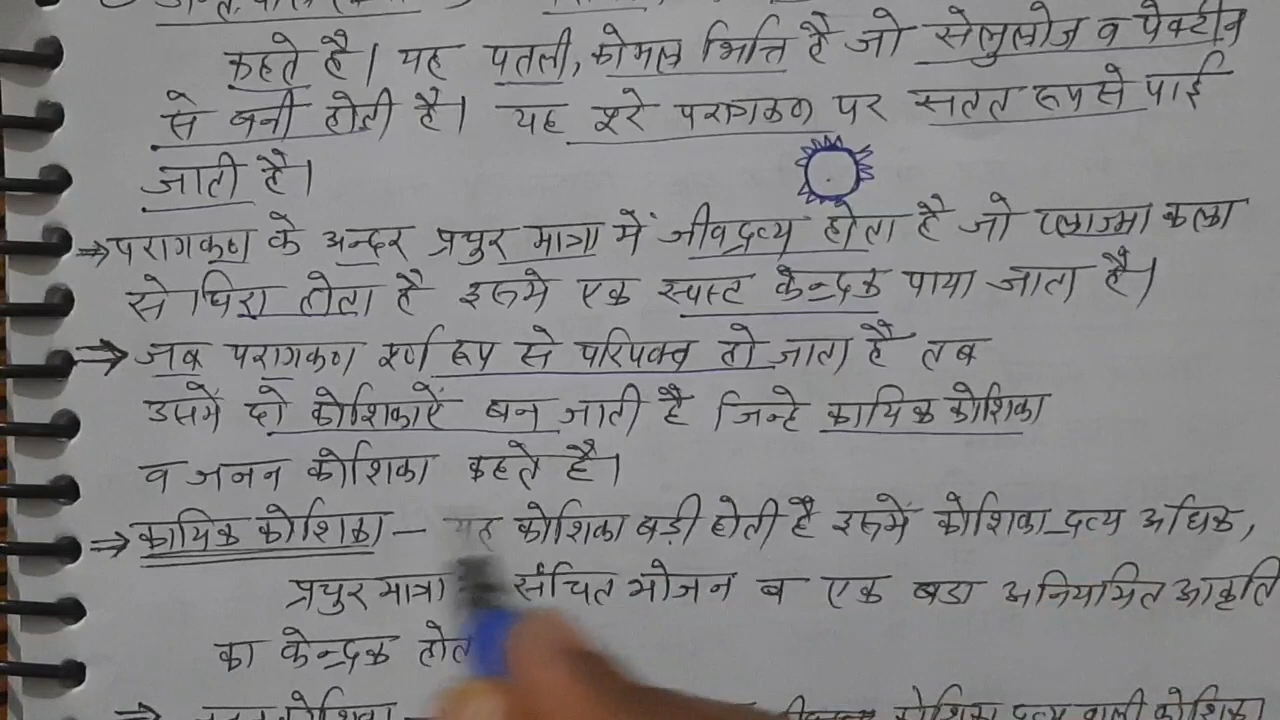 कहते है। यह पतली, कोमल भित्ति है जो सेलुलोज व पेक्टीन
से बनी होती है। यह पूरे परागकण पर सतत रूप से पाई
जाती है।
⇒ परागकण के अन्दर प्रचुर मात्रा में जीवद्रव्य होता है जो प्लाज्मा कला
से घिरा होता है इसमे एक स्पस्ट केन्द्रक पाया जाता है।
⇒ जब परागकण पूर्ण रूप से परिपक्व हो जाता है तब
उसमें दो कोशिकाऐं बन जाती है जिन्हे कायिक कोशिका
व जनन कोशिका कहते है।
⇒ कायिक कोशिका – यह कोशिका बड़ी होती है इसमें कोशिका द्रव्य अधिक,
प्रचुर मात्रा संचित भोजन व एक बडा अनियमित आकृति
का केन्द्रक होत
⇒ कोशिका – कोशिका द्रव्य वाली कोशिका